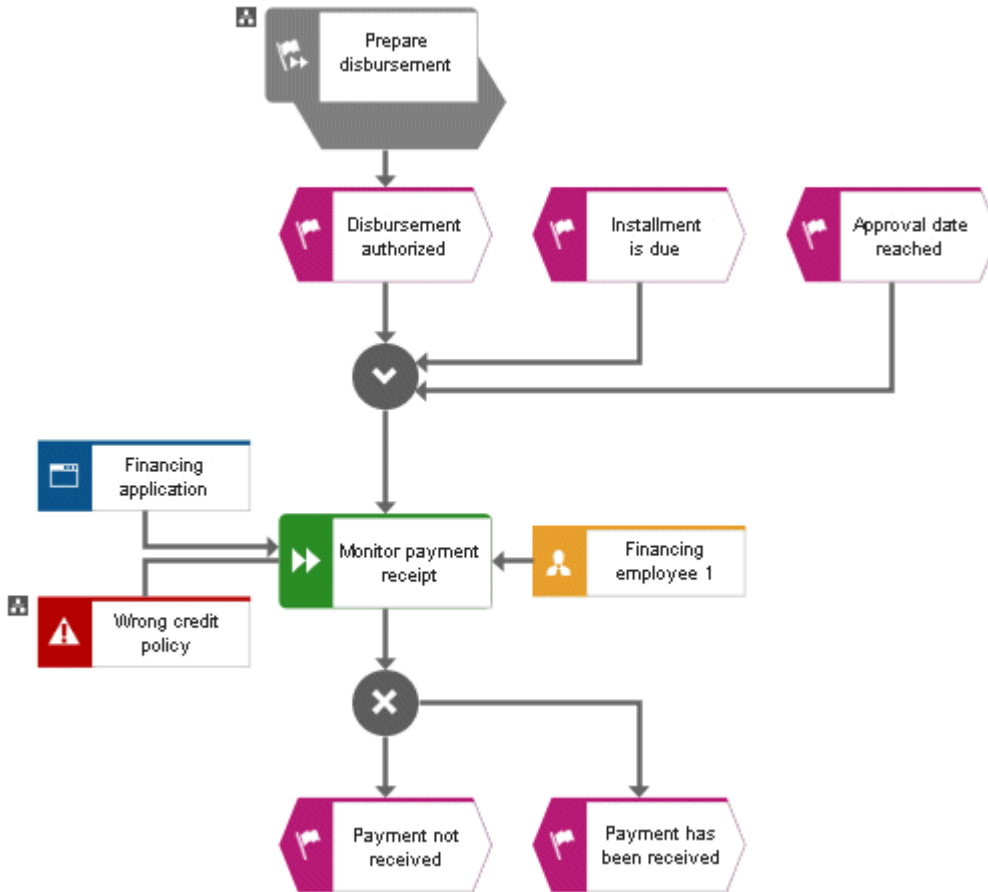 Prepare
disbursement
Disbursement
authorized
Installment
is due
Approval date
reached
Financing
application
Monitor payment
receipt
Financing
employee 1
Wrong credit
policy
Payment not
received
Payment has
been received